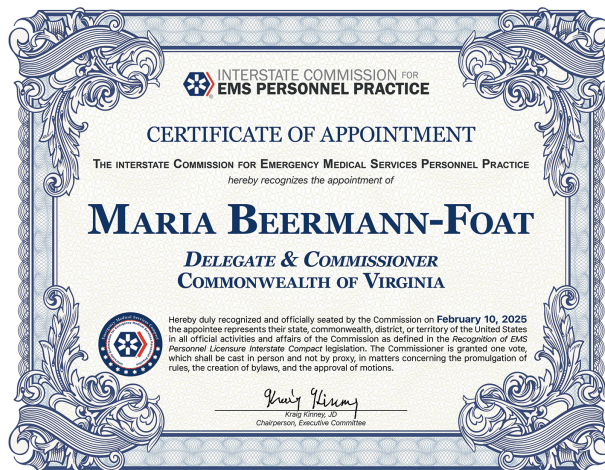 INTERSTATE COMMISSION FOR
EMS PERSONNEL PRACTICE
CERTIFICATE OF APPOINTMENT
THE INTERSTATE COMMISSION FOR EMERGENCY MEDICAL SERVICES PERSONNEL PRACTICE
hereby recognizes the appointment of
MARIA BEERMANN-FOAT
DELEGATE & COMMISSIONER
COMMONWEALTH OF VIRGINIA
Hereby duly recognized and officially seated by the Commission on February 10, 2025
the appointee represents their state, commonwealth, district, or territory of the United States
in all official activities and affairs of the Commission as defined in the Recognition of EMS
Personnel Licensure Interstate Compact legislation. The Commissioner is granted one vote,
which shall be cast in person and not by proxy, in matters concerning the promulgation of
rules, the creation of bylaws, and the approval of motions.
Kraig Kinney
Kraig Kinney, JD
Chairperson, Executive Committee